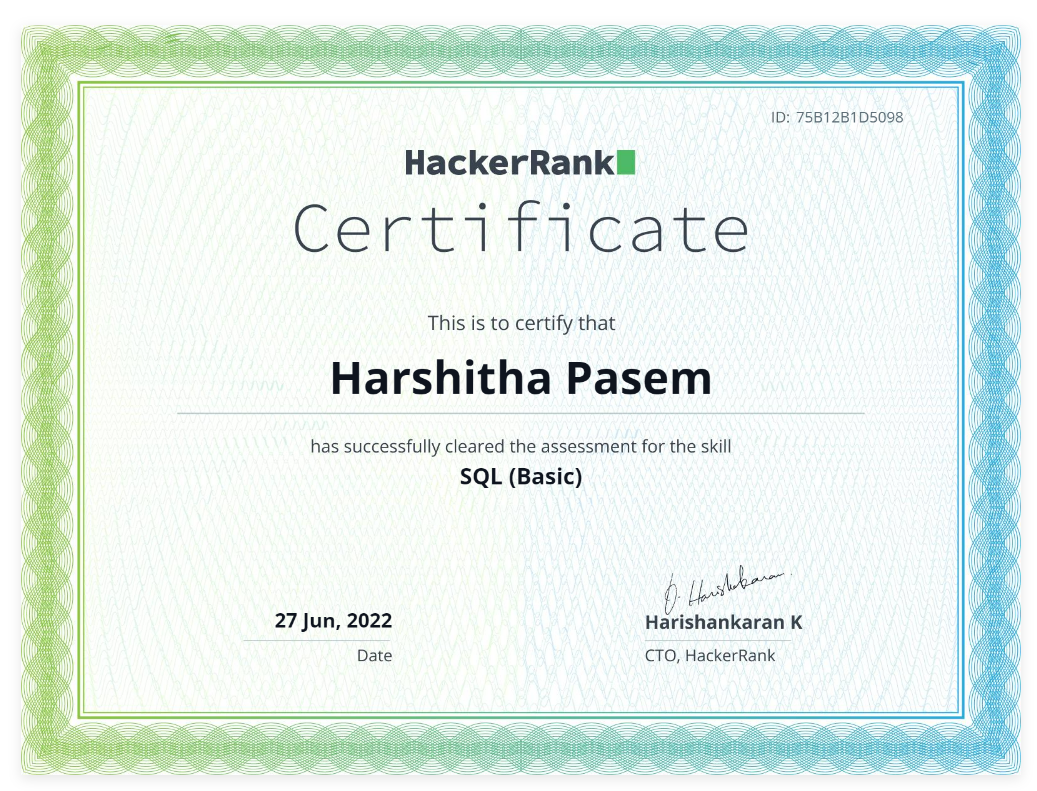 ID: 75B12B1D5098
HackerRank
Certificate
This is to certify that
Harshitha Pasem
has successfully cleared the assessment for the skill
SQL (Basic)
27 Jun, 2022
Date
Harishankaran K
CTO, HackerRank